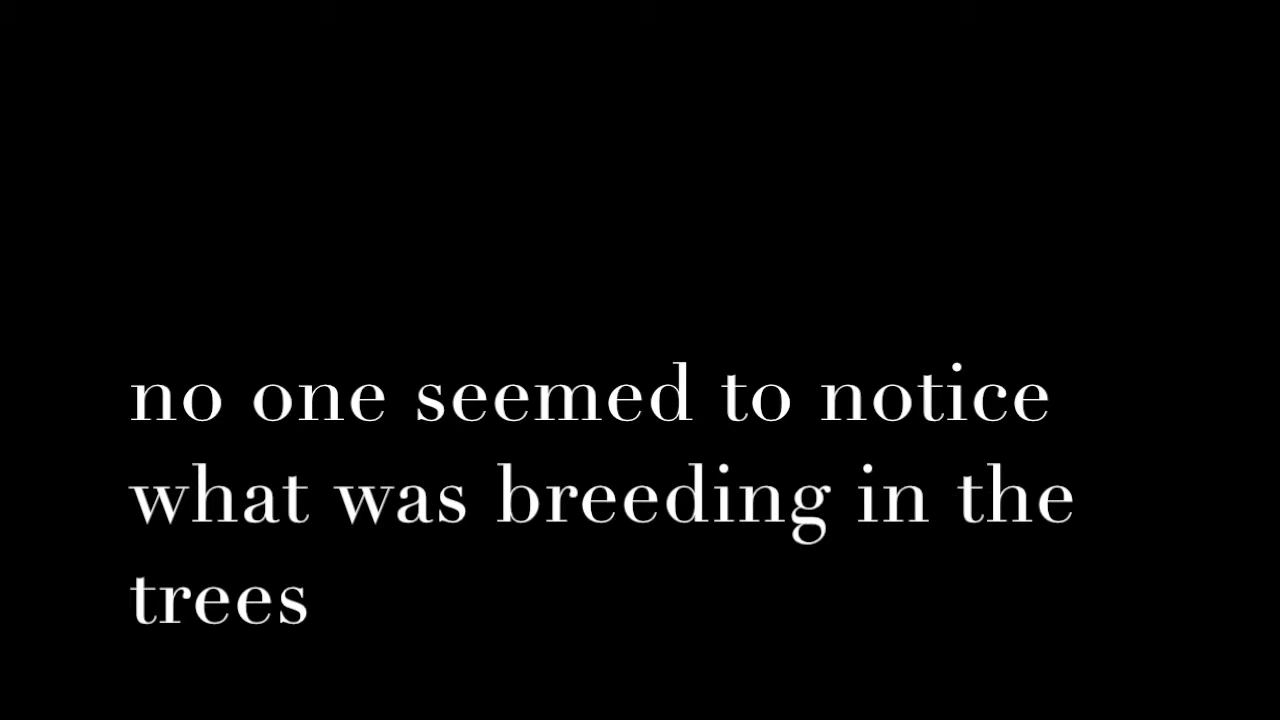 no one seemed to notice
what was breeding in the
trees